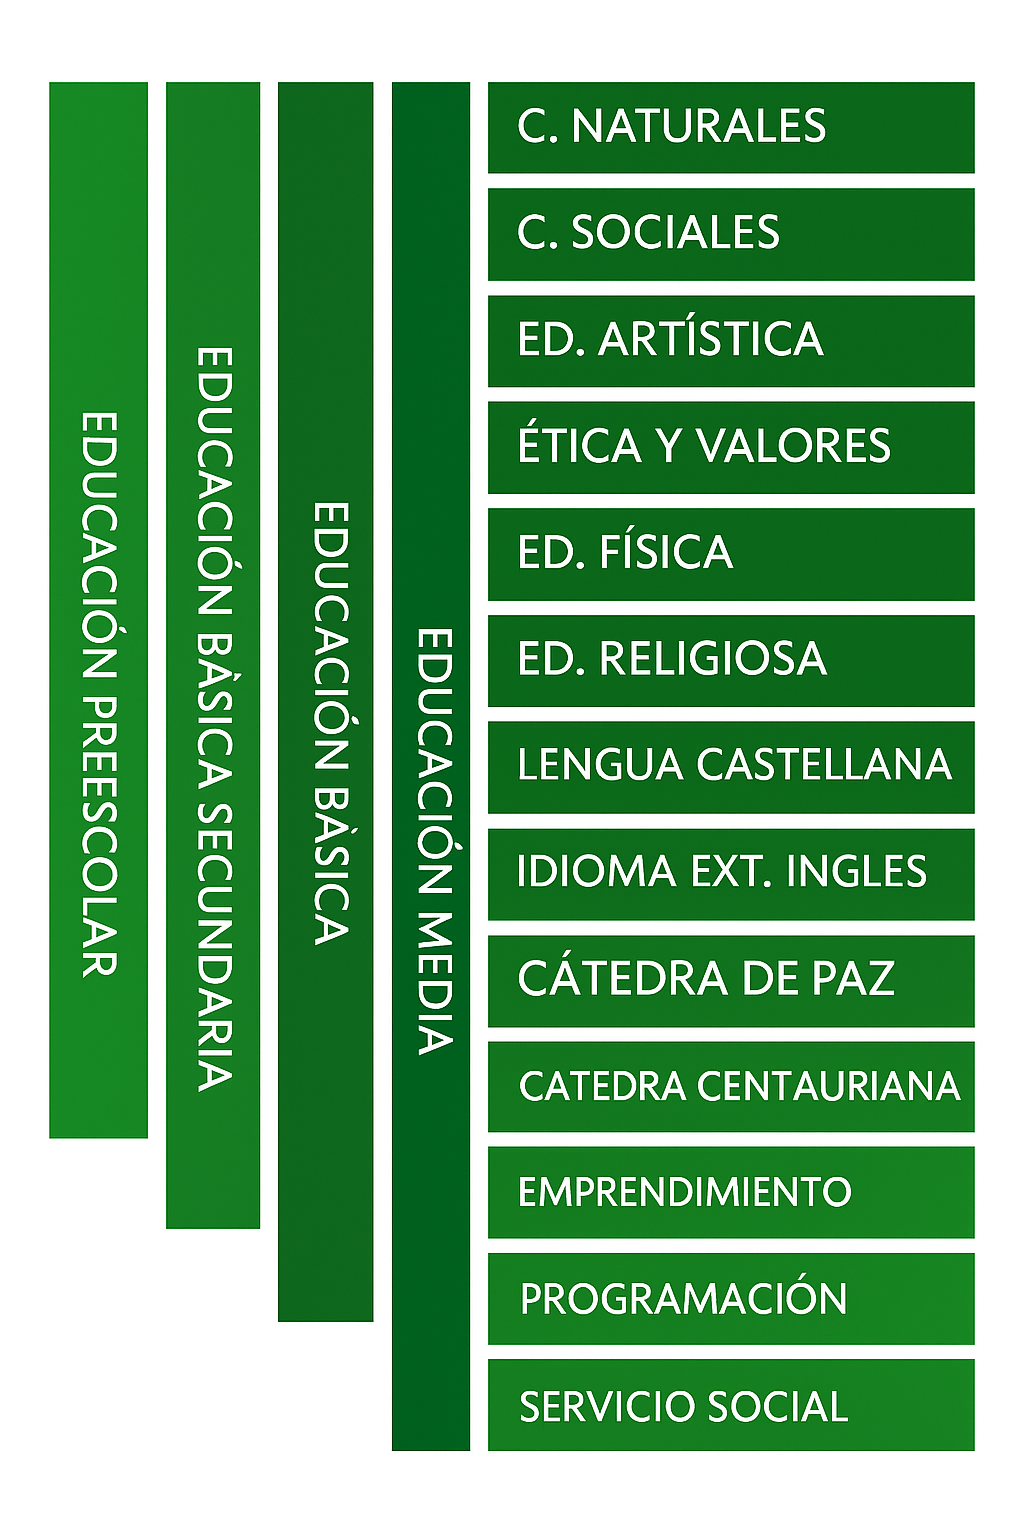 EDUCACIÓN PREESCOLAR
EDUCACIÓN BÀSICA SECUNDARIA
EDUCACIÓN BÀSICA
EDUCACIÓN MEDIA
C. NATURALES
C. SOCIALES
ED. ARTÍSTICA
ÉTICA Y VALORES
ED. FÍSICA
ED. RELIGIOSA
LENGUA CASTELLANA
IDIOMA EXT. INGLES
CÁTEDRA DE PAZ
CATEDRA CENTAURIANA
EMPRENDIMIENTO
PROGRAMACIÓN
SERVICIO SOCIAL